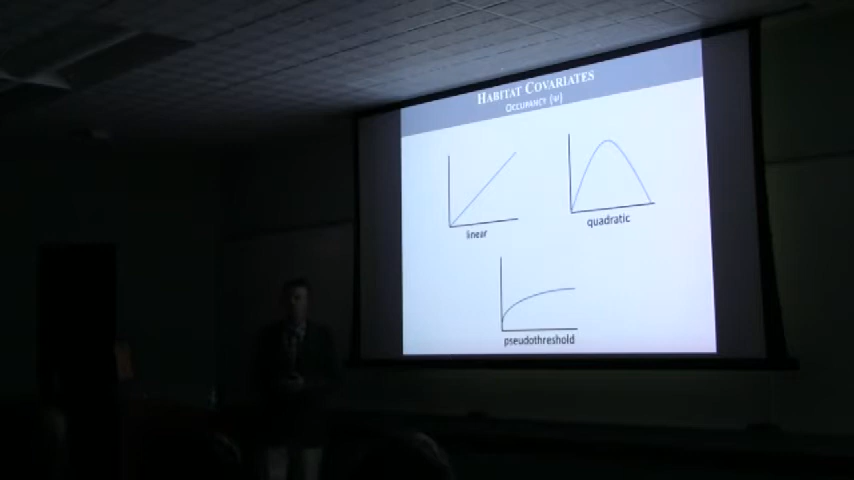 HABITAT COVARIATES
OCCUPANCY (Ψ)
linear
quadratic
pseudothreshold